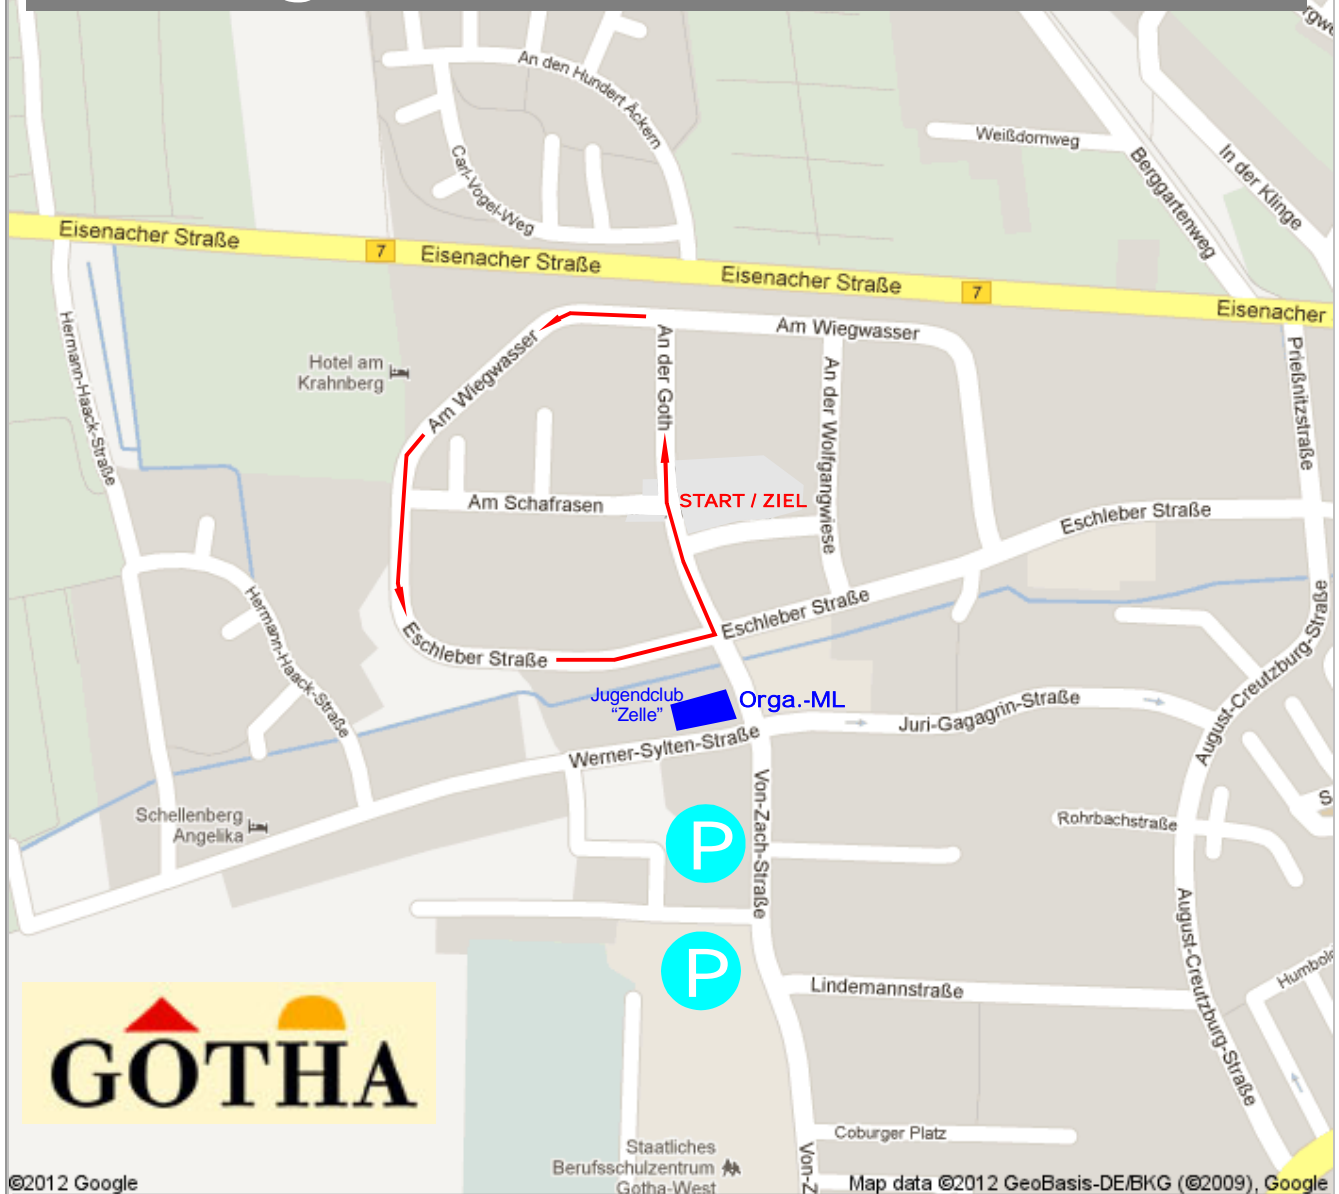 An den Hundert Äckern
Weißdornweg
In der Klinge
Berggartenweg
Carl-Vogel-Weg
Eisenacher Straße
7
Eisenacher Straße
Eisenacher Straße
7
Eisenacher
Hermann-Haack-Straße
Hotel am
Krahnberg
Am Wiegwasser
An der Goth
Am Wiegwasser
An der Wolfgangwiese
Prießnitzstraße
Am Schafrasen
START / ZIEL
Eschleber Straße
Hermann-Haack-Straße
Eschleber Straße
Eschleber Straße
August-Creutzburg-Straße
Jugendclub
"Zelle"
Orga.-ML
Juri-Gagagrin-Straße
Werner-Sylten-Straße
Von-Zach-Straße
Schellenberg
Angelika
P
Rohrbachstraße
P
August-Creutzburg-Straße
Lindemannstraße
GOTHA
Coburger Platz
Staatliches
Berufsschulzentrum
Gotha-West
Von-Z
©2012 Google
Map data ©2012 GeoBasis-DE/BKG (©2009), Google